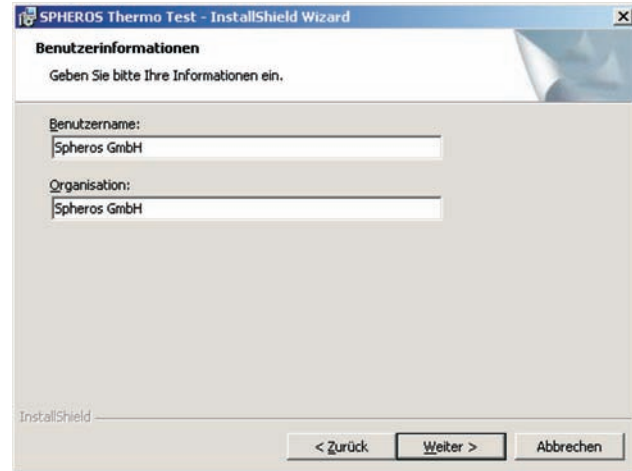 SPHEROS Thermo Test - InstallShield Wizard
Benutzerinformationen
Geben Sie bitte Ihre Informationen ein.
Benutzername:
Spheros GmbH
Organisation:
Spheros GmbH
InstallShield
< Zurück Weiter > Abbrechen